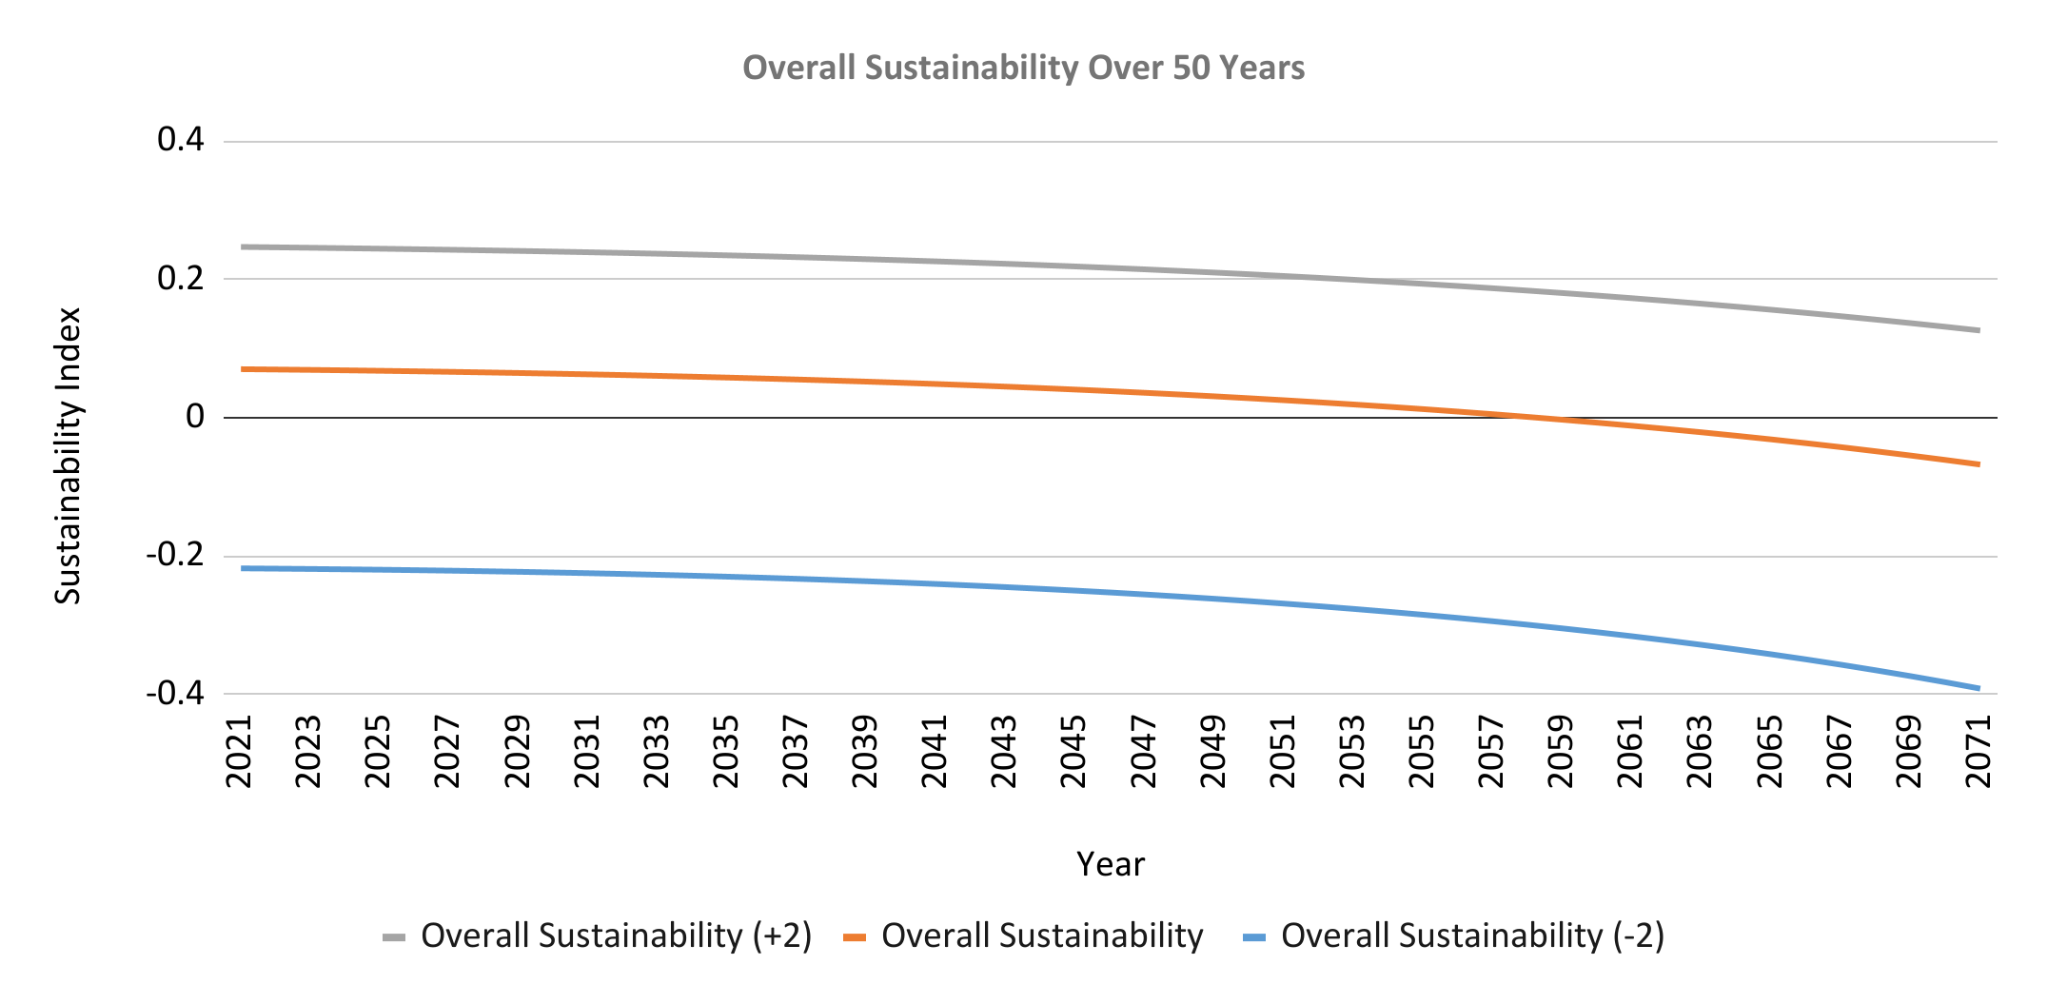 Overall Sustainability Over 50 Years
0.4
0.2
0
-0.2
-0.4
Sustainability Index
2021 2023 2025 2027 2029 2031 2033 2035 2037 2039 2041 2043 2045 2047 2049 2051 2053 2055 2057 2059 2061 2063 2065 2067 2069 2071
Year
Overall Sustainability (+2) Overall Sustainability Overall Sustainability (-2)